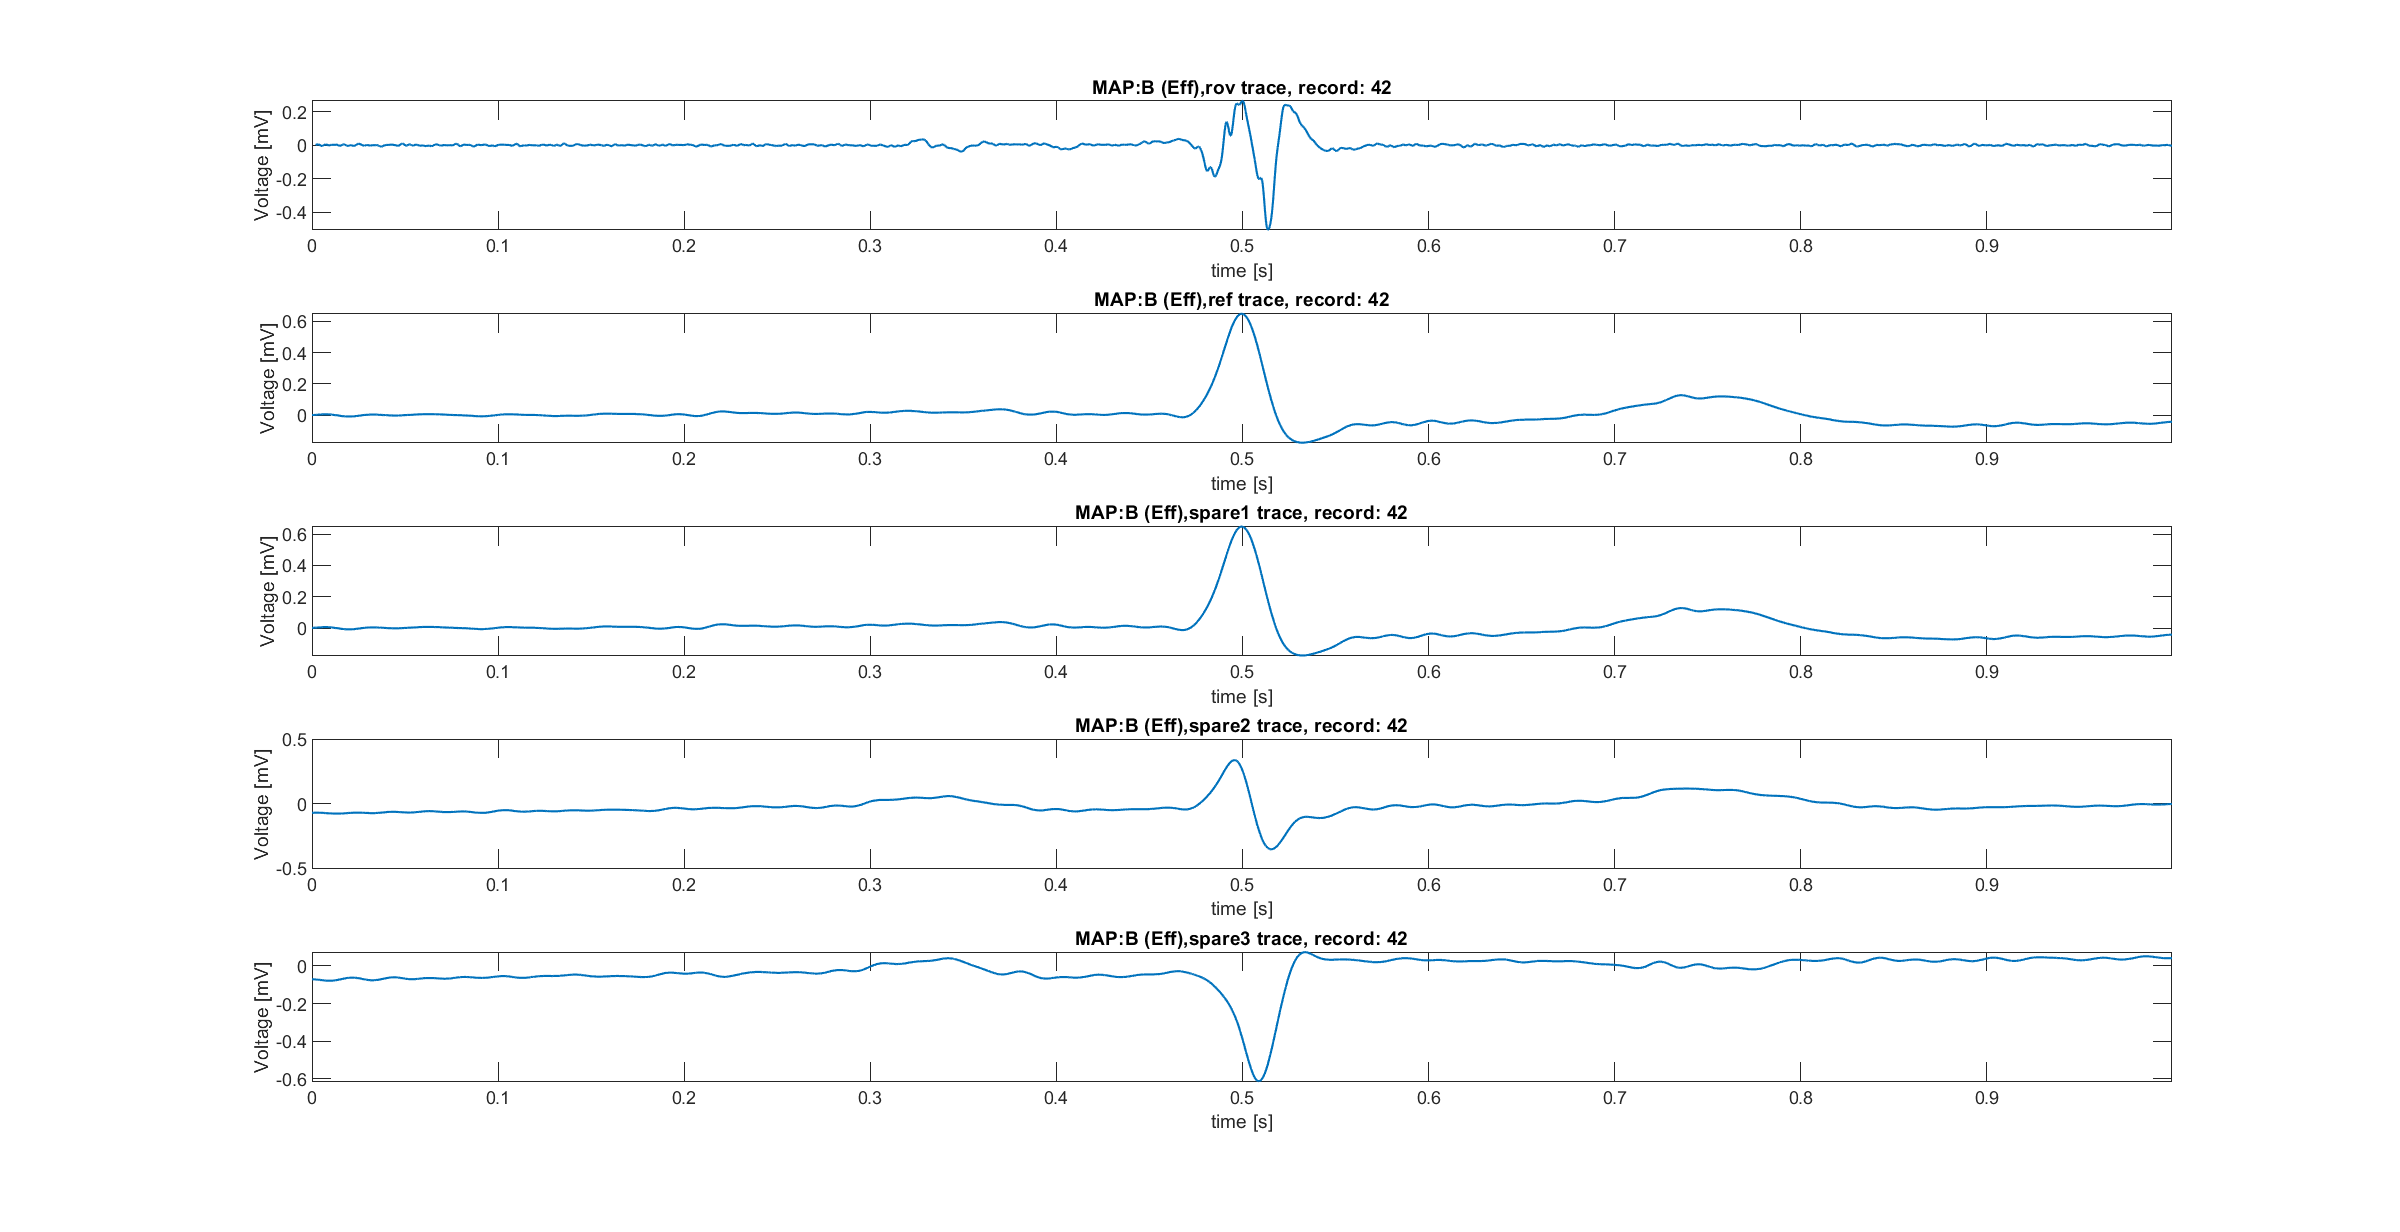 MAP:B (Eff),rov trace, record: 42
Voltage [mV]
0.2
0
-0.2
-0.4
0 0.1 0.2 0.3 0.4 0.5 0.6 0.7 0.8 0.9
time [s]
MAP:B (Eff),ref trace, record: 42
Voltage [mV]
0.6
0.4
0.2
0
0 0.1 0.2 0.3 0.4 0.5 0.6 0.7 0.8 0.9
time [s]
MAP:B (Eff),spare1 trace, record: 42
Voltage [mV]
0.6
0.4
0.2
0
0 0.1 0.2 0.3 0.4 0.5 0.6 0.7 0.8 0.9
time [s]
MAP:B (Eff),spare2 trace, record: 42
Voltage [mV]
0.5
0
-0.5
0 0.1 0.2 0.3 0.4 0.5 0.6 0.7 0.8 0.9
time [s]
MAP:B (Eff),spare3 trace, record: 42
Voltage [mV]
0
-0.2
-0.4
-0.6
0 0.1 0.2 0.3 0.4 0.5 0.6 0.7 0.8 0.9
time [s]